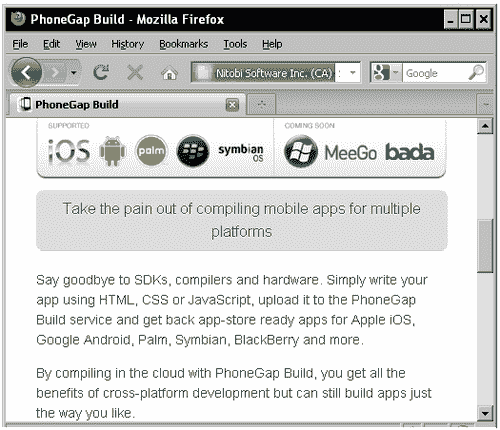 PhoneGap Build - Mozilla Firefox
File Edit View History Bookmarks Tools Help
Nitobi Software Inc. (CA)
Google
PhoneGap Build
SUPPORTED COMING SOON
iOS palm symbian OS MeeGo bada
Take the pain out of compiling mobile apps for multiple
platforms
Say goodbye to SDKs, compilers and hardware. Simply write your
app using HTML, CSS or JavaScript, upload it to the PhoneGap
Build service and get back app-store ready apps for Apple iOS,
Google Android, Palm, Symbian, BlackBerry and more.
By compiling in the cloud with PhoneGap Build, you get all the
benefits of cross-platform development but can still build apps just
the way you like.